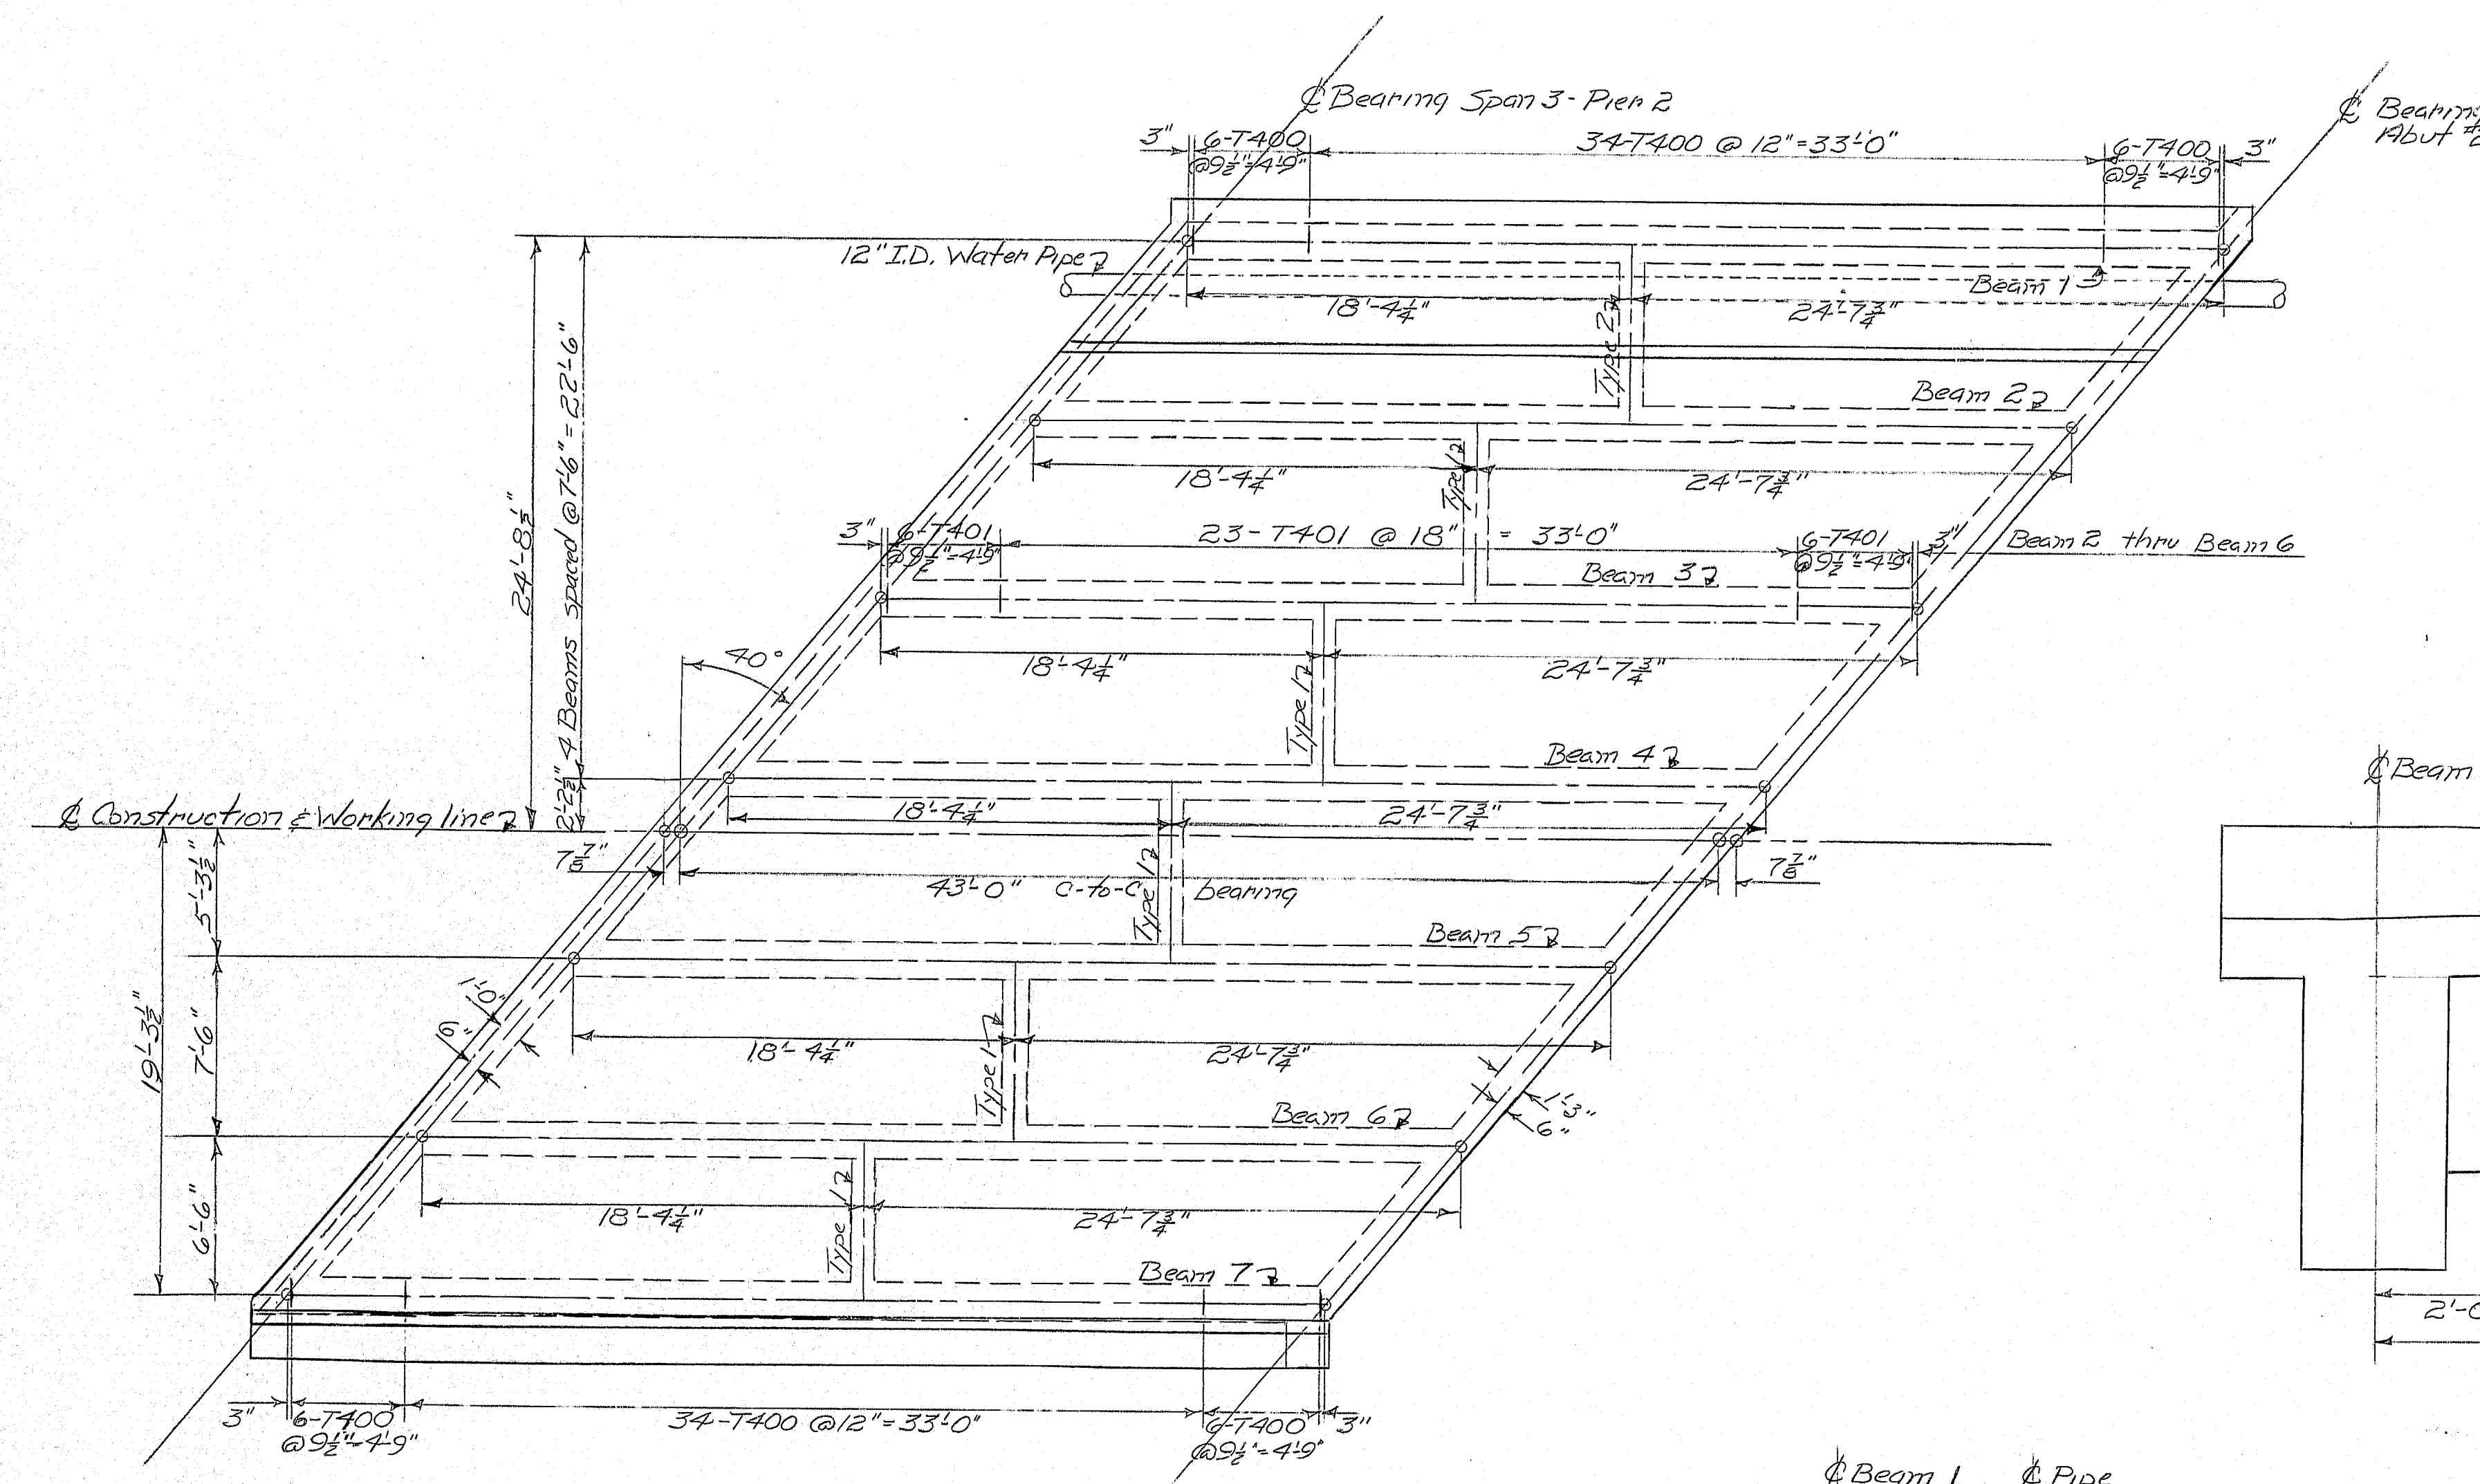 ℄ Bearing Span 3 - Pier 2
℄ Bearing
Abut #2
3" 6-T400 34-T400 @ 12"=33'-0" 6-T400 3"
@9½"=4'-9" @9½"=4'-9"
12" I.D. Water Pipe
Beam 1
18'-4¼" 24'-7¾"
Type 2
Beam 2
24'-8½"
4 Beams spaced @ 7'-6" = 22'-6"
2'-2½"
18'-4¼" 24'-7¾"
Type 1
3" 6-T401 23-T401 @ 18" = 33'-0" 6-T401 3" Beam 2 thru Beam 6
@9½"=4'-9" @9½"=4'-9"
Beam 3
40°
18'-4¼" 24'-7¾"
Type 1
Beam 4
℄ Beam
℄ Construction & Working line
18'-4¼" 24'-7¾"
7⅞" 7⅞"
43'-0" C-to-C bearing
Type 1
5'-3½"
Beam 5
1'-0"
6"
19'-3½"
7'-6"
18'-4¼" 24'-7¾"
Type 1
1'-3"
6"
Beam 6
6'-6"
18'-4¼" 24'-7¾"
Type 1
Beam 7
2'-0
3" 6-T400 34-T400 @12"=33'-0" 6-T400 3"
@9½"=4'-9" @9½"=4'-9"
℄ Beam 1 ℄ Pipe